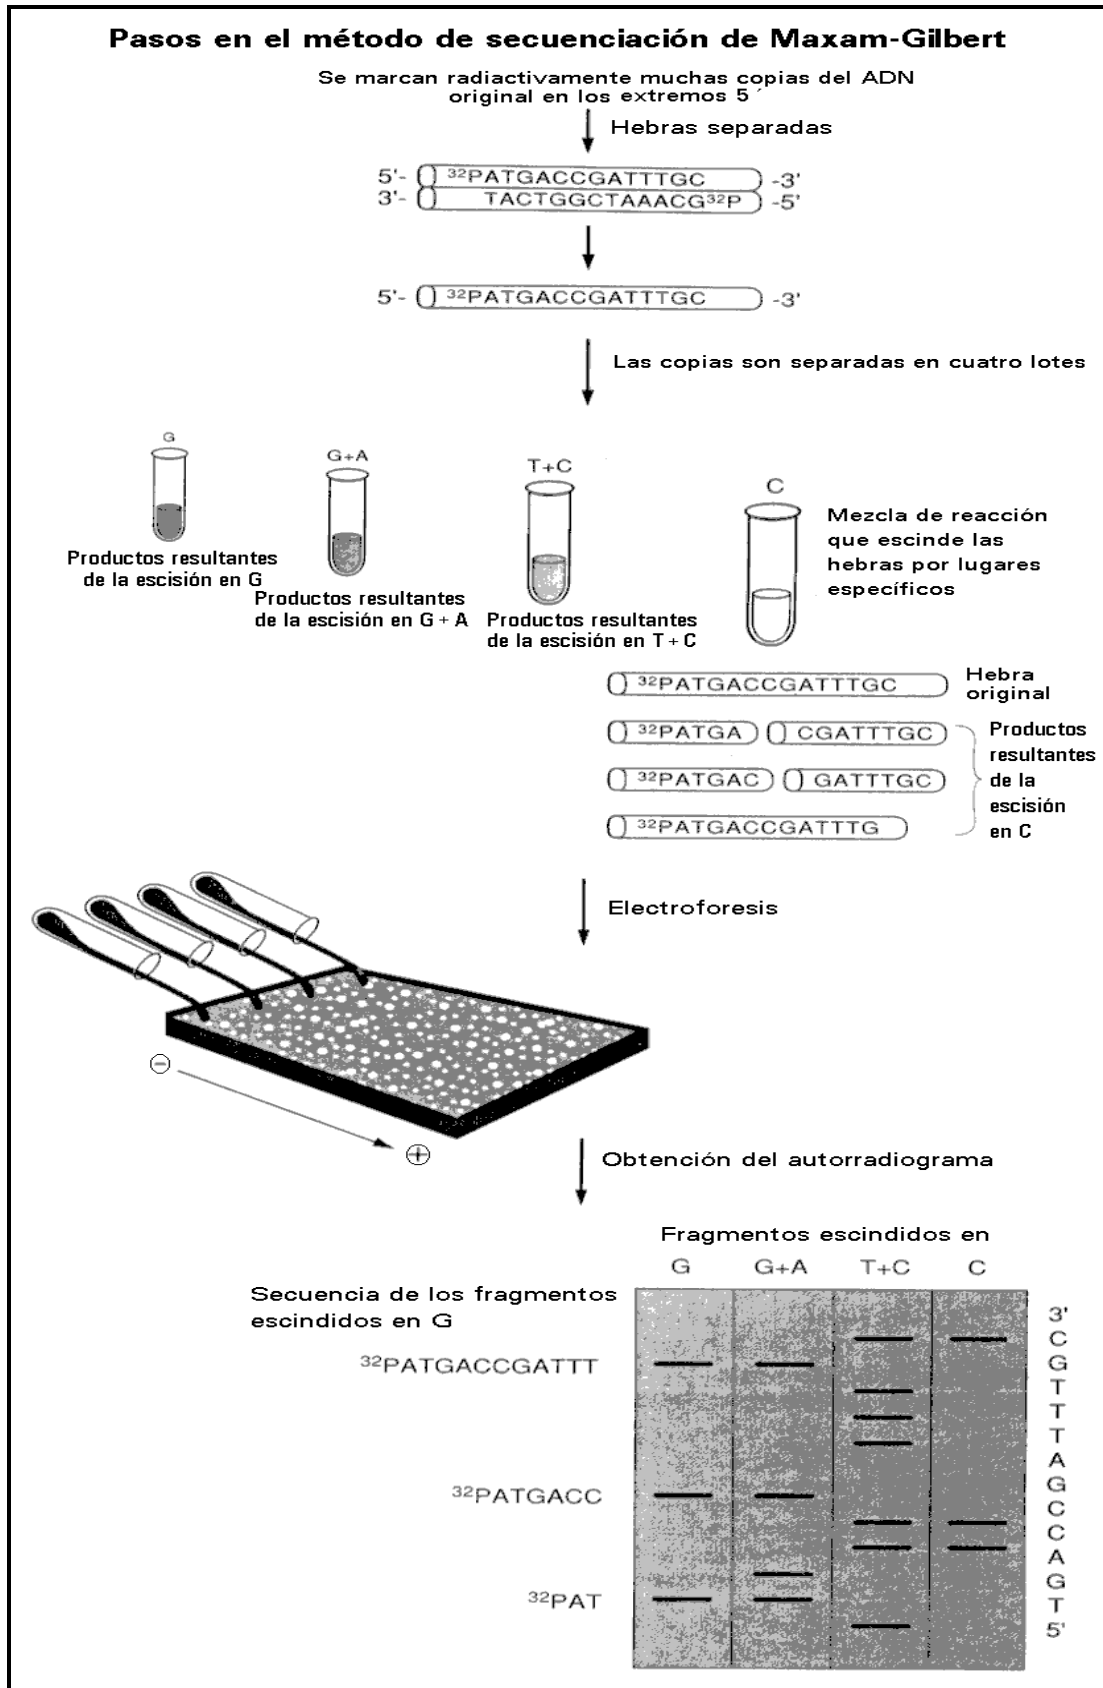 Pasos en el método de secuenciación de Maxam-Gilbert
Se marcan radiactivamente muchas copias del ADN
original en los extremos 5´
Hebras separadas
5'- ³²PATGACCGATTTGC -3'
3'- TACTGGCTAAACG³²P -5'
5'- ³²PATGACCGATTTGC -3'
Las copias son separadas en cuatro lotes
G
Productos resultantes
de la escisión en G
G+A
Productos resultantes
de la escisión en G + A
T+C
Productos resultantes
de la escisión en T + C
C
Mezcla de reacción
que escinde las
hebras por lugares
específicos
³²PATGACCGATTTGC
Hebra
original
³²PATGA CGATTTGC
³²PATGAC GATTTGC
³²PATGACCGATTTG
Productos
resultantes
de la
escisión
en C
Electroforesis
−
+
Obtención del autorradiograma
Fragmentos escindidos en
G G+A T+C C
Secuencia de los fragmentos
escindidos en G
³²PATGACCGATTT
³²PATGACC
³²PAT
3'
C
G
T
T
T
A
G
C
C
A
G
T
5'